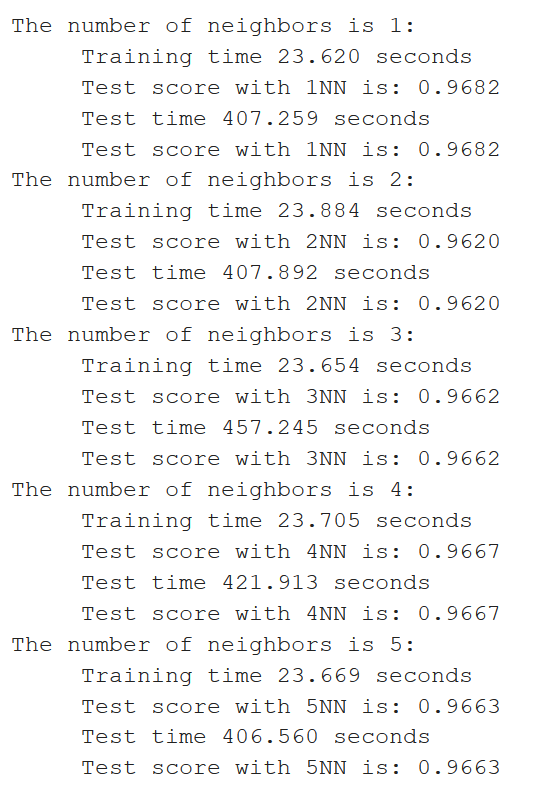 The number of neighbors is 1:
Training time 23.620 seconds
Test score with 1NN is: 0.9682
Test time 407.259 seconds
Test score with 1NN is: 0.9682
The number of neighbors is 2:
Training time 23.884 seconds
Test score with 2NN is: 0.9620
Test time 407.892 seconds
Test score with 2NN is: 0.9620
The number of neighbors is 3:
Training time 23.654 seconds
Test score with 3NN is: 0.9662
Test time 457.245 seconds
Test score with 3NN is: 0.9662
The number of neighbors is 4:
Training time 23.705 seconds
Test score with 4NN is: 0.9667
Test time 421.913 seconds
Test score with 4NN is: 0.9667
The number of neighbors is 5:
Training time 23.669 seconds
Test score with 5NN is: 0.9663
Test time 406.560 seconds
Test score with 5NN is: 0.9663